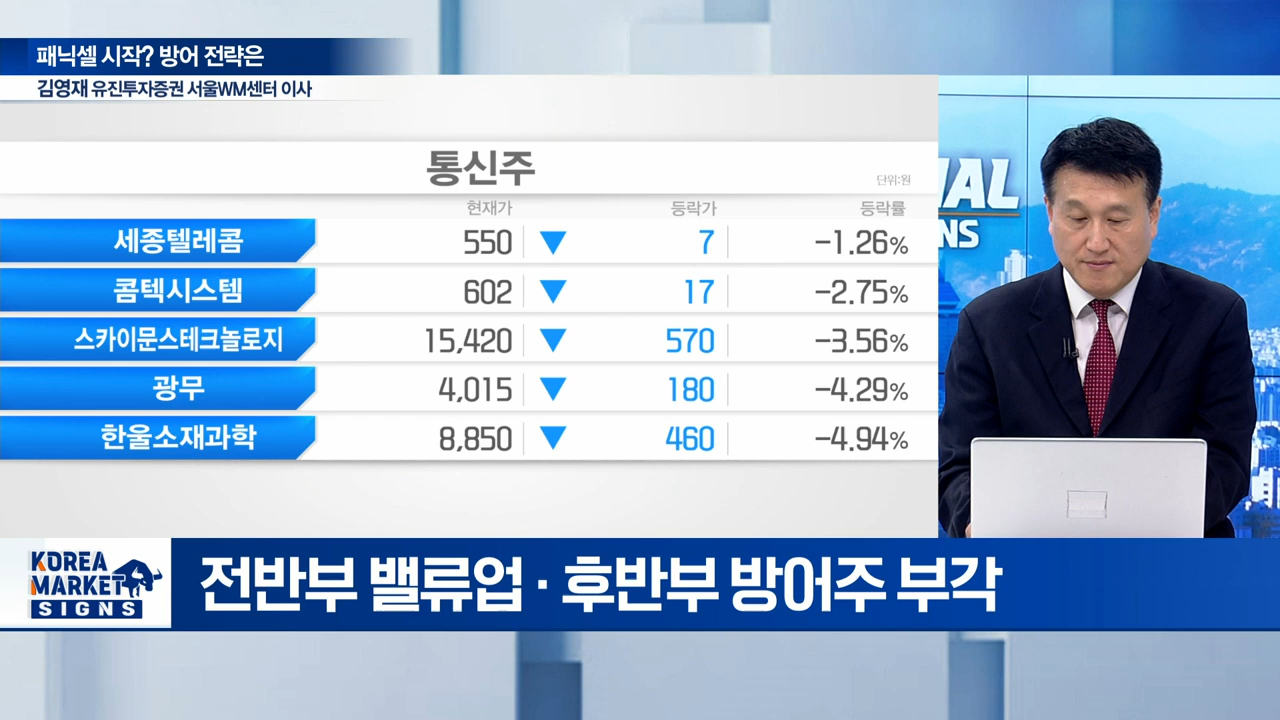 패닉셀 시작? 방어 전략은
김영재 유진투자증권 서울WM센터 이사
통신주
단위:원
현재가 등락가 등락률
세종텔레콤 550 ▼ 7 -1.26%
콤텍시스템 602 ▼ 17 -2.75%
스카이문스테크놀로지 15,420 ▼ 570 -3.56%
광무 4,015 ▼ 180 -4.29%
한울소재과학 8,850 ▼ 460 -4.94%
KOREA
MARKET
SIGNS
전반부 밸류업·후반부 방어주 부각